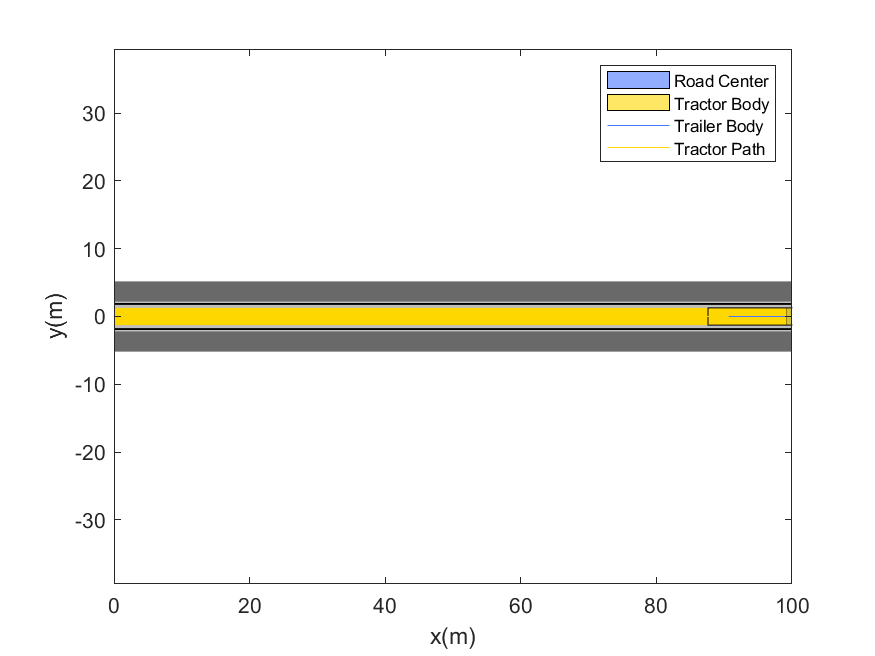 Road Center
Tractor Body
Trailer Body
Tractor Path
30
20
10
0
-10
-20
-30
y(m)
0 20 40 60 80 100
x(m)